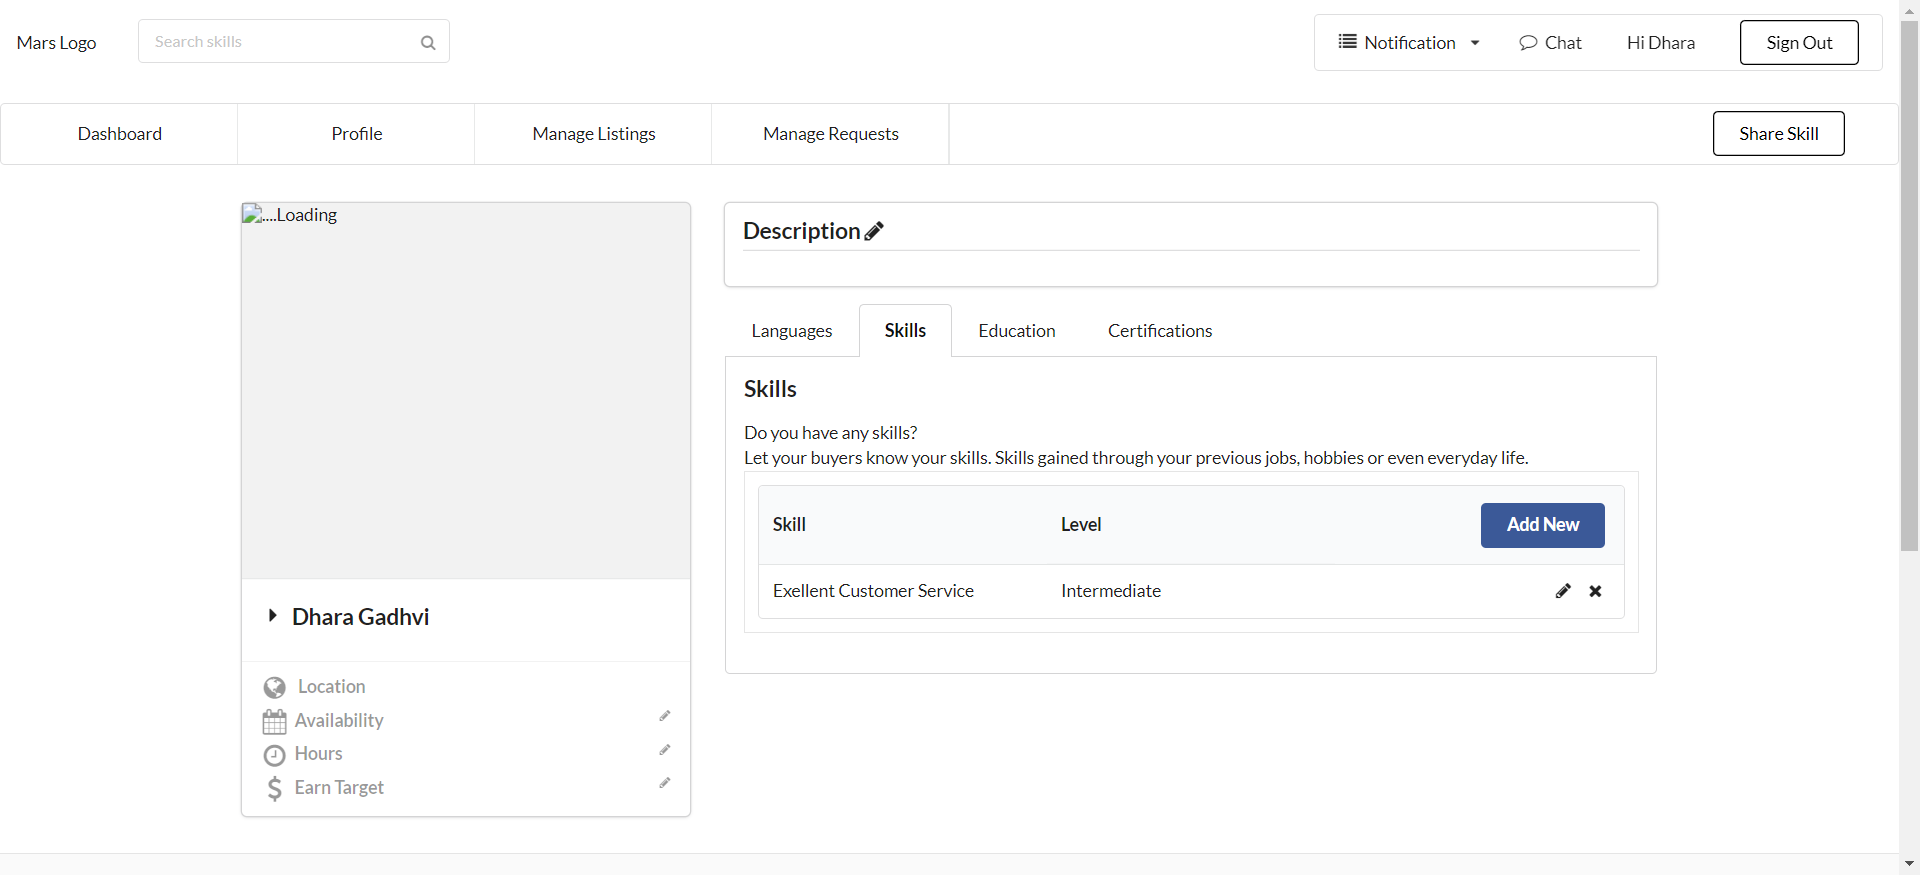 Mars Logo
Search skills
Notification
Chat
Hi Dhara
Sign Out
Dashboard
Profile
Manage Listings
Manage Requests
Share Skill
....Loading
Dhara Gadhvi
Location
Availability
Hours
Earn Target
Description
Languages
Skills
Education
Certifications
Skills
Do you have any skills?
Let your buyers know your skills. Skills gained through your previous jobs, hobbies or even everyday life.
Skill
Level
Add New
Exellent Customer Service
Intermediate